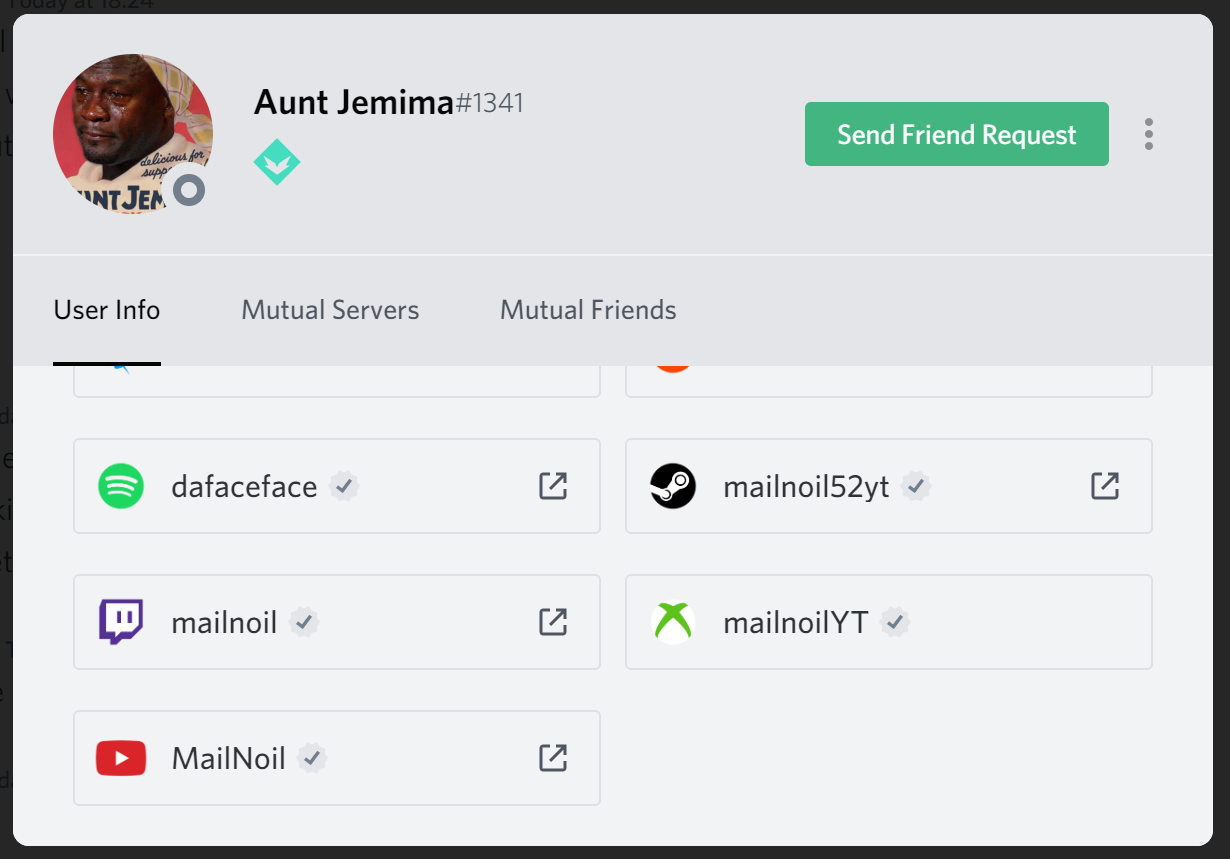 Today at 18:24
Aunt Jemima#1341
Send Friend Request
delicious for
supp
UNT JEM
User Info
Mutual Servers
Mutual Friends
dafaceface
mailnoil52yt
mailnoil
mailnoilYT
MailNoil